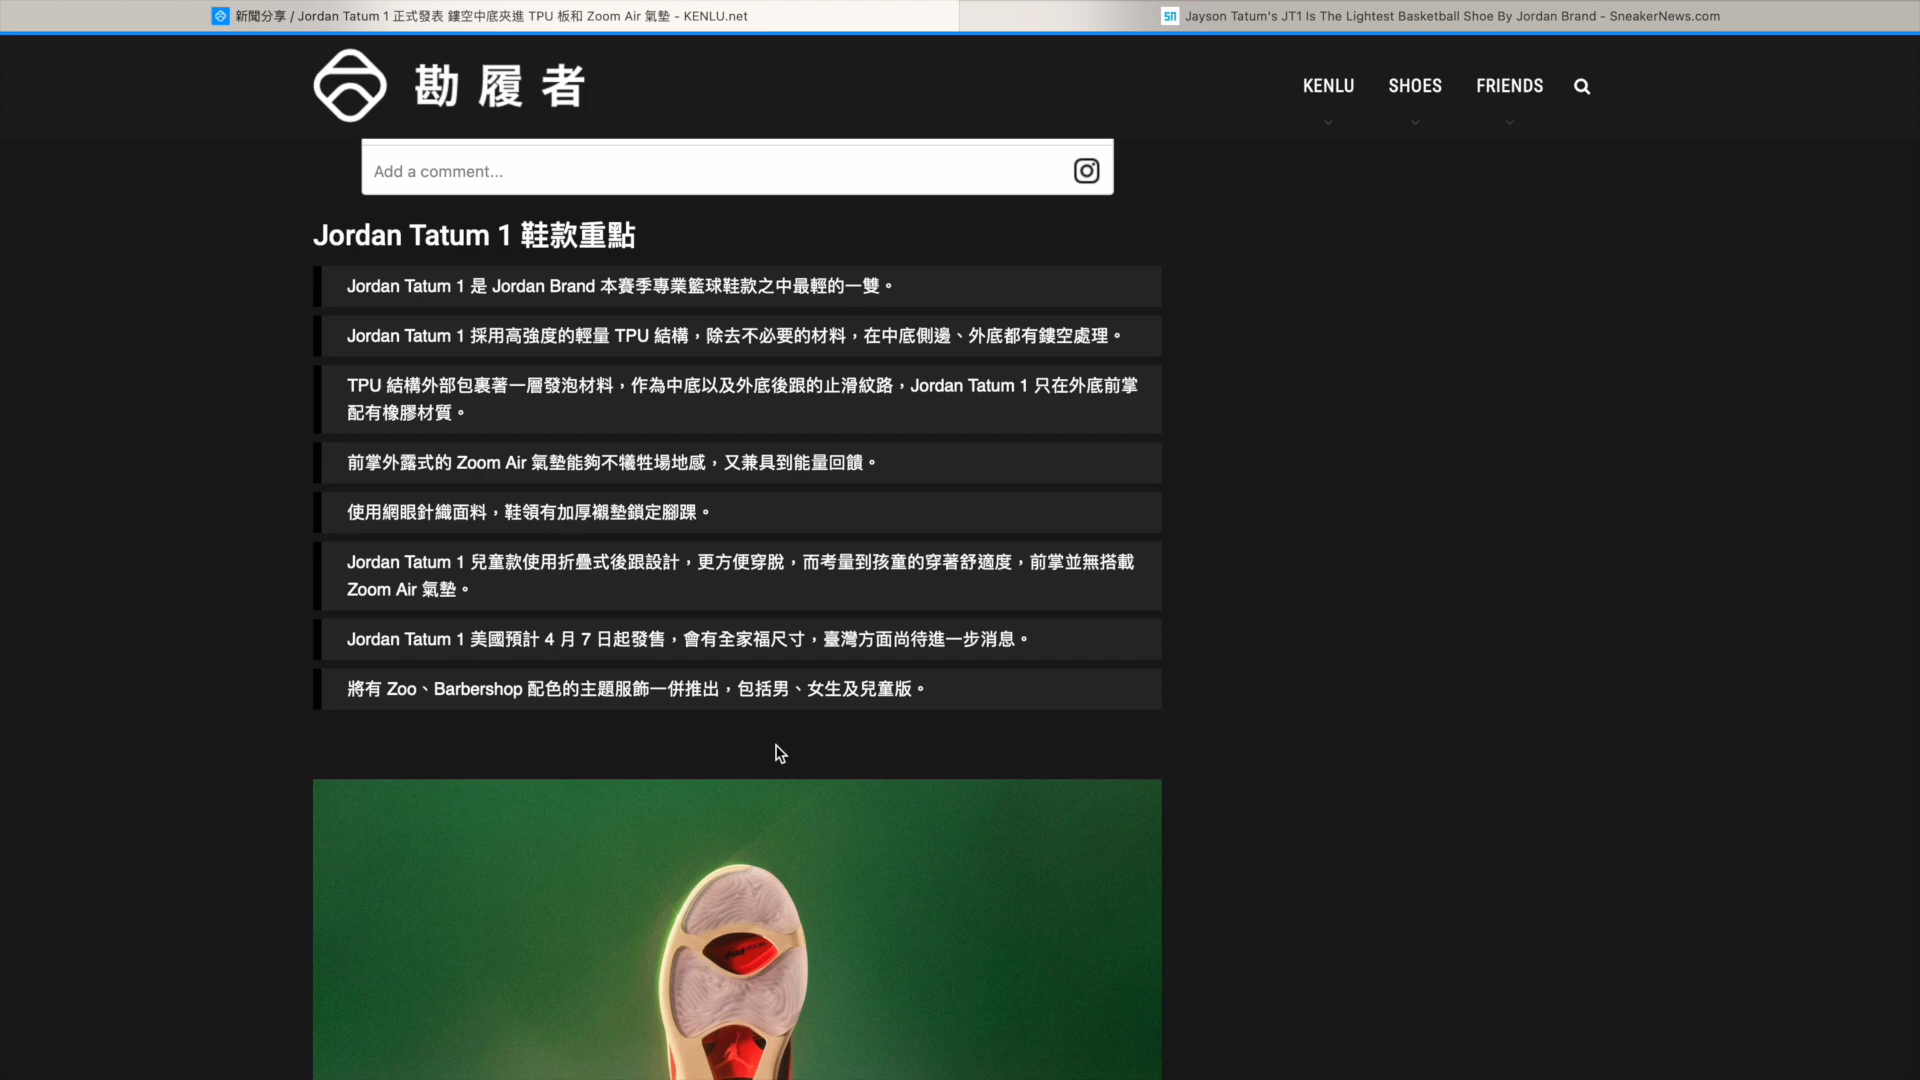 新聞分享 / Jordan Tatum 1 正式發表 鏤空中底夾進 TPU 板和 Zoom Air 氣墊 - KENLU.net
Jayson Tatum's JT1 Is The Lightest Basketball Shoe By Jordan Brand - SneakerNews.com
勘履者
KENLU
SHOES
FRIENDS
Add a comment...
Jordan Tatum 1 鞋款重點
Jordan Tatum 1 是 Jordan Brand 本賽季專業籃球鞋款之中最輕的一雙。
Jordan Tatum 1 採用高強度的輕量 TPU 結構，除去不必要的材料，在中底側邊、外底都有鏤空處理。
TPU 結構外部包裹著一層發泡材料，作為中底以及外底後跟的止滑紋路，Jordan Tatum 1 只在外底前掌
配有橡膠材質。
前掌外露式的 Zoom Air 氣墊能夠不犧牲場地感，又兼具到能量回饋。
使用網眼針織面料，鞋領有加厚襯墊鎖定腳踝。
Jordan Tatum 1 兒童款使用折疊式後跟設計，更方便穿脫，而考量到孩童的穿著舒適度，前掌並無搭載
Zoom Air 氣墊。
Jordan Tatum 1 美國預計 4 月 7 日起發售，會有全家福尺寸，臺灣方面尚待進一步消息。
將有 Zoo、Barbershop 配色的主題服飾一併推出，包括男、女生及兒童版。